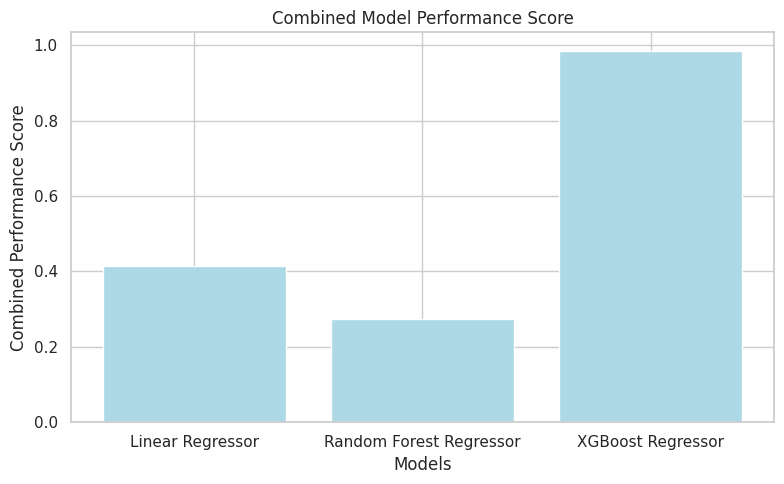 Combined Model Performance Score
Combined Performance Score
1.0
0.8
0.6
0.4
0.2
0.0
Linear Regressor
Random Forest Regressor
XGBoost Regressor
Models